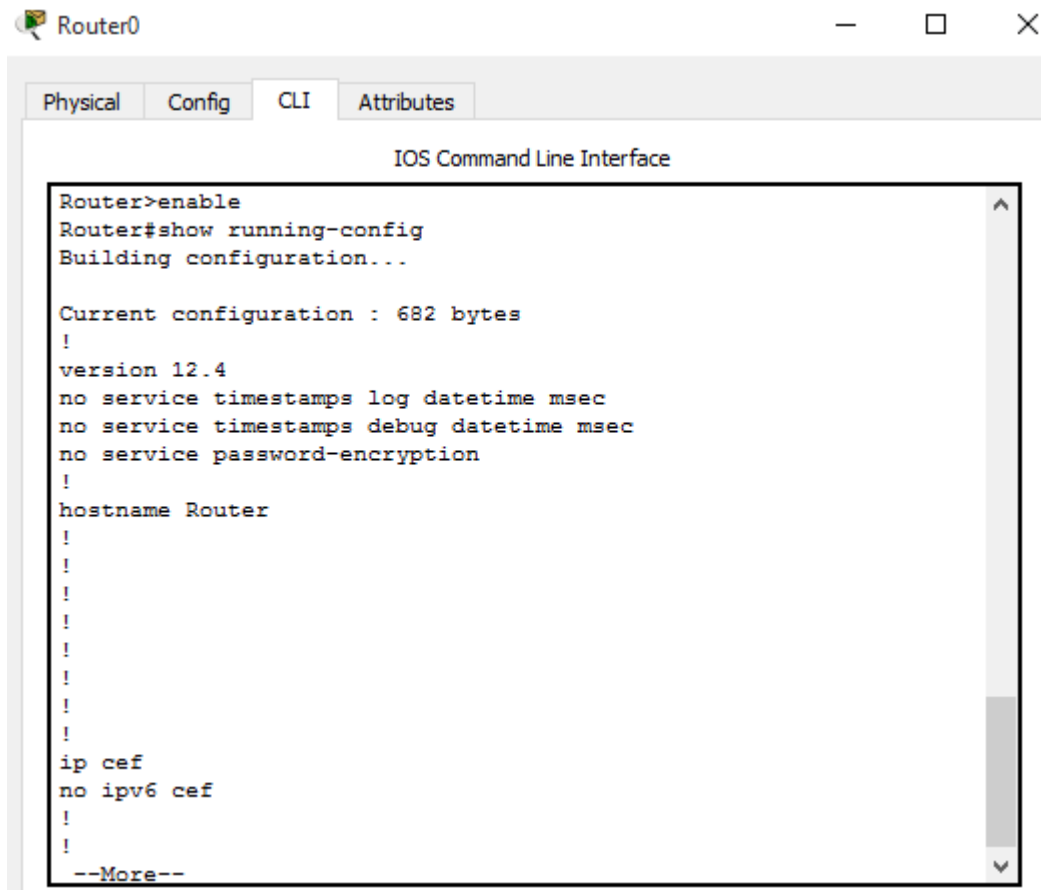 Router0
Physical Config CLI Attributes
IOS Command Line Interface
Router>enable
Router#show running-config
Building configuration...
Current configuration : 682 bytes
!
version 12.4
no service timestamps log datetime msec
no service timestamps debug datetime msec
no service password-encryption
!
hostname Router
!
!
!
!
!
!
!
!
ip cef
no ipv6 cef
!
!
--More--